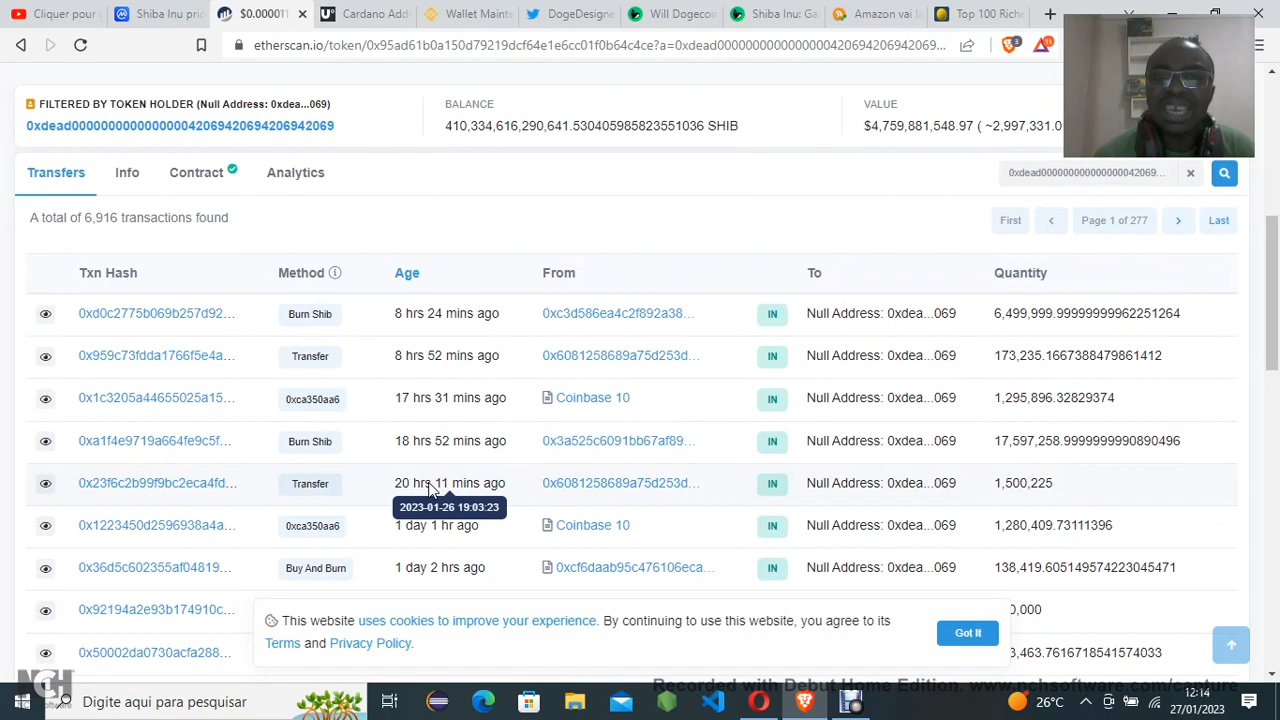 Cliquez pour
Shiba Inu pric
$0.00001
Cardano Add
Wallet Mainte
DogeDesigne
Will Dogecoi
Shiba Inu: Ga
Amazon vai la
Top 100 Riche
etherscan.io/token/0x95ad61b0a150d79219dcf64e1e6cc01f0b64c4ce?a=0xdead000000000000000042069420694206942069...
FILTERED BY TOKEN HOLDER (Null Address: 0xdea...069)
0xdead000000000000000042069420694206942069
BALANCE
410,334,616,290,641.530405985823551036 SHIB
VALUE
$4,759,881,548.97 ( ~2,997,331.0
Transfers
Info
Contract
Analytics
0xdead000000000000000042069...
A total of 6,916 transactions found
First
Page 1 of 277
Last
Txn Hash Method Age From To Quantity
0xd0c2775b069b257d92... Burn Shib 8 hrs 24 mins ago 0xc3d586ea4c2f892a38... IN Null Address: 0xdea...069 6,499,999.99999999962251264
0x959c73fdda1766f5e4a... Transfer 8 hrs 52 mins ago 0x6081258689a75d253d... IN Null Address: 0xdea...069 173,235.1667388479861412
0x1c3205a44655025a15... 0xca350aa6 17 hrs 31 mins ago Coinbase 10 IN Null Address: 0xdea...069 1,295,896.32829374
0xa1f4e9719a664fe9c5f... Burn Shib 18 hrs 52 mins ago 0x3a525c6091bb67af89... IN Null Address: 0xdea...069 17,597,258.9999999990890496
0x23f6c2b99f9bc2eca4fd... Transfer 20 hrs 11 mins ago 0x6081258689a75d253d... IN Null Address: 0xdea...069 1,500,225
2023-01-26 19:03:23
0x1223450d2596938a4a... 0xca350aa6 1 day 1 hr ago Coinbase 10 IN Null Address: 0xdea...069 1,280,409.73111396
0x36d5c602355af04819... Buy And Burn 1 day 2 hrs ago 0xcf6daab95c476106eca... IN Null Address: 0xdea...069 138,419.605149574223045471
0x92194a2e93b174910c...
0x50002da0730acfa288...
This website uses cookies to improve your experience. By continuing to use this website, you agree to its
Terms and Privacy Policy.
Got It
NCH
Recorded with Debut Home Edition. www.nchsoftware.com/capture
Digite aqui para pesquisar
26°C
12:14
27/01/2023